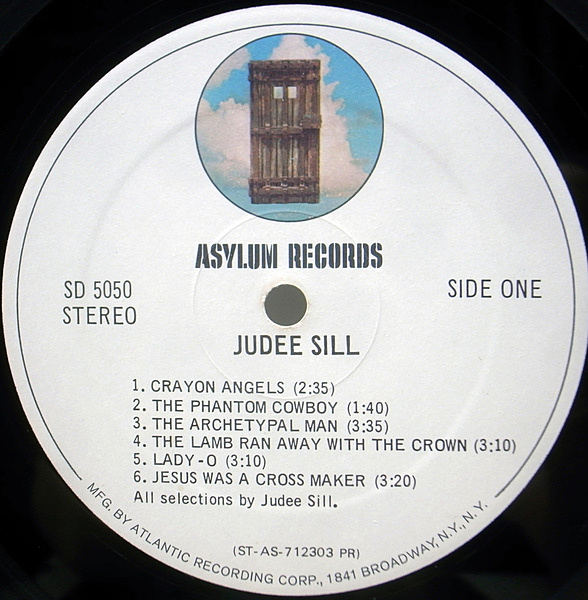 ASYLUM RECORDS
SD 5050
STEREO
SIDE ONE
JUDEE SILL
1. CRAYON ANGELS (2:35)
2. THE PHANTOM COWBOY (1:40)
3. THE ARCHETYPAL MAN (3:35)
4. THE LAMB RAN AWAY WITH THE CROWN (3:10)
5. LADY-O (3:10)
6. JESUS WAS A CROSS MAKER (3:20)
All selections by Judee Sill.
(ST-AS-712303 PR)
MFG. BY ATLANTIC RECORDING CORP., 1841 BROADWAY, N.Y., N.Y.